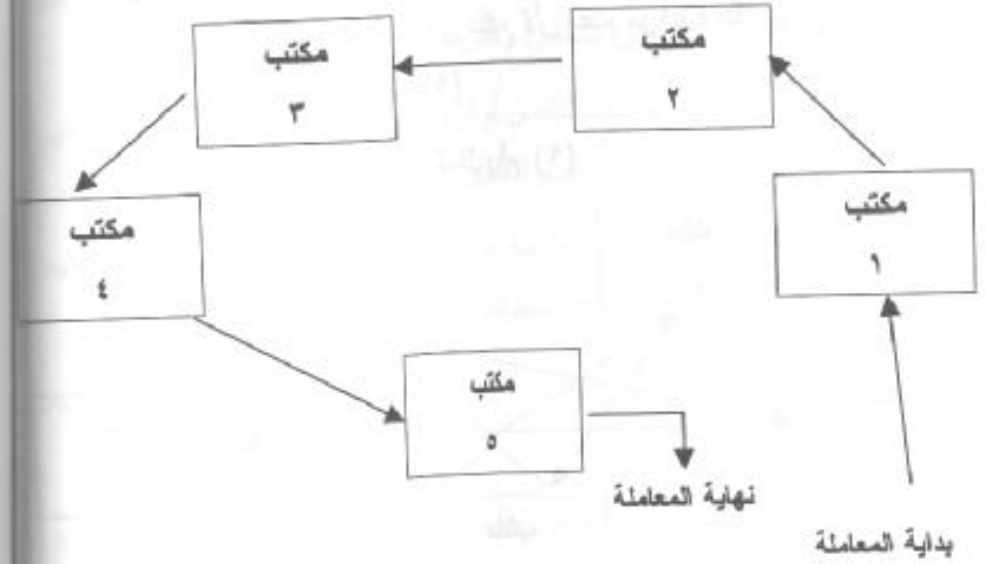 مكتب
١
مكتب
٢
مكتب
٣
مكتب
٤
مكتب
٥
نهاية المعاملة
بداية المعاملة